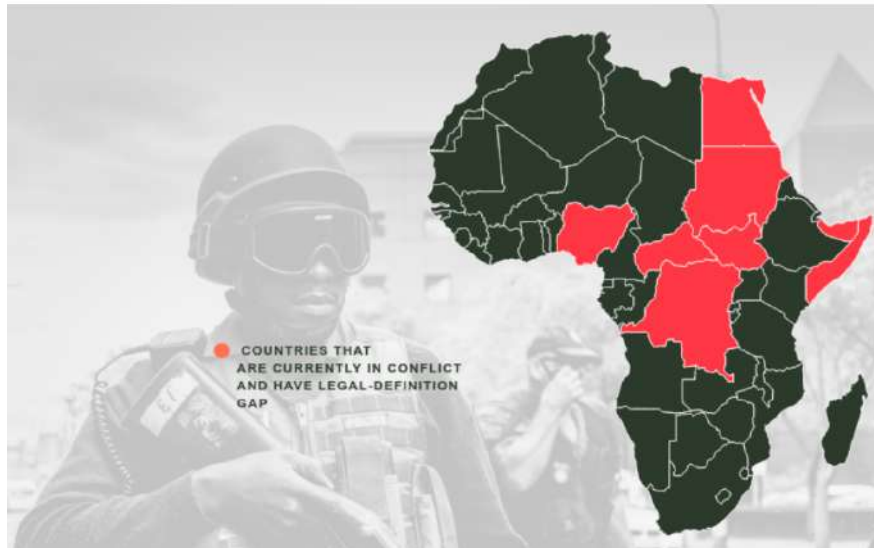 COUNTRIES THAT
ARE CURRENTLY IN CONFLICT
AND HAVE LEGAL-DEFINITION
GAP